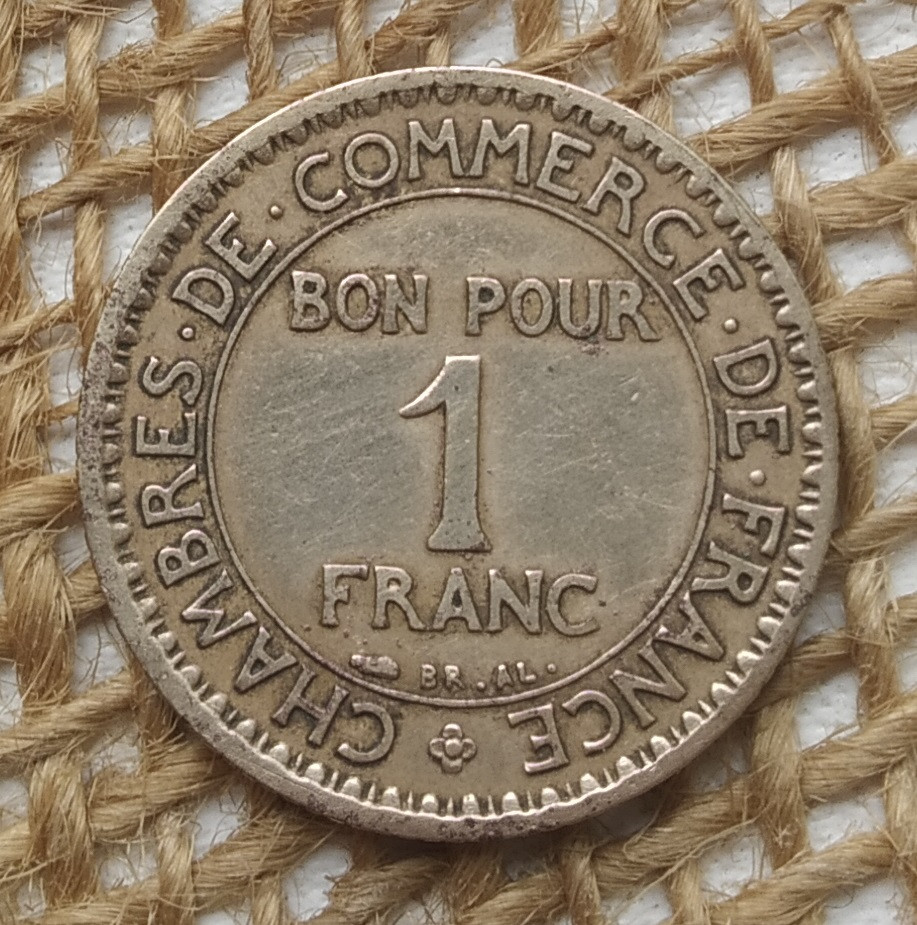 CHAMBRES · DE · COMMERCE · DE · FRANCE
BON POUR
1
FRANC
BR . AL .